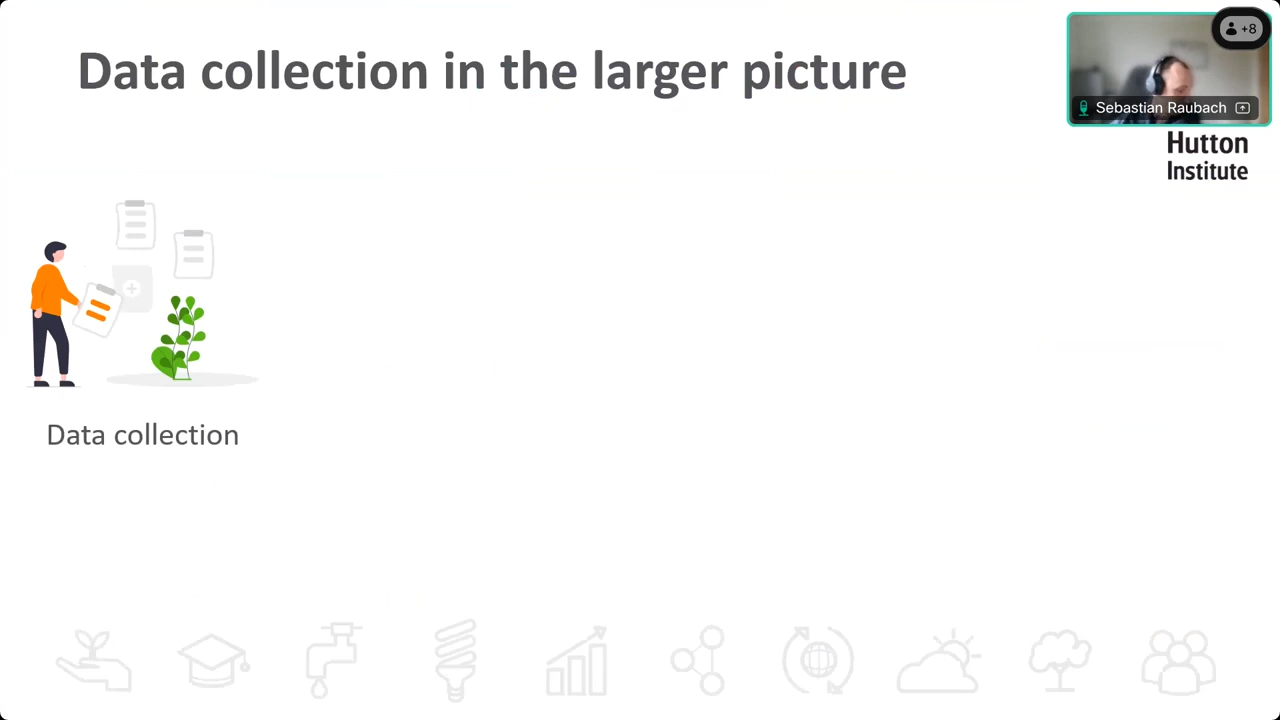 Data collection in the larger picture
+8
Sebastian Raubach
Hutton
Institute
Data collection